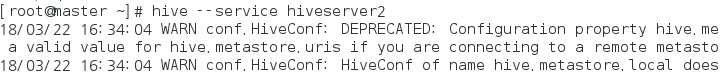 [root@master ~]# hive --service hiveserver2
18/03/22 16:34:04 WARN conf.HiveConf: DEPRECATED: Configuration property hive.me
a valid value for hive.metastore.uris if you are connecting to a remote metasto
18/03/22 16:34:04 WARN conf.HiveConf: HiveConf of name hive.metastore.local does